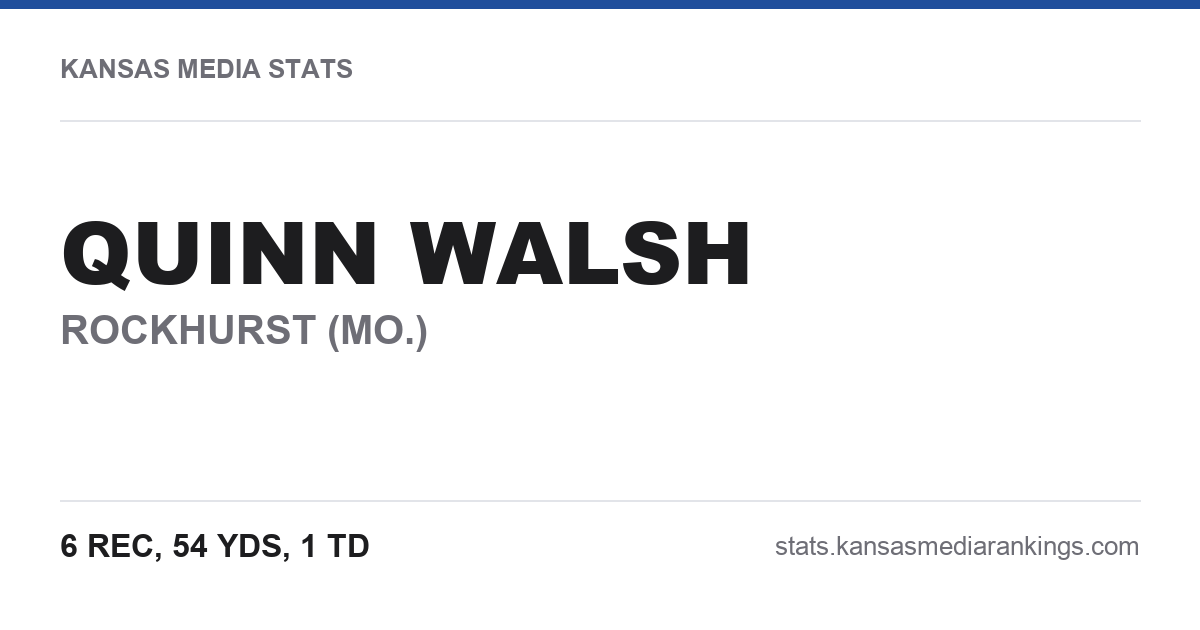 KANSAS MEDIA STATS
QUINN WALSH
ROCKHURST (MO.)
6 REC, 54 YDS, 1 TD
stats.kansasmediarankings.com